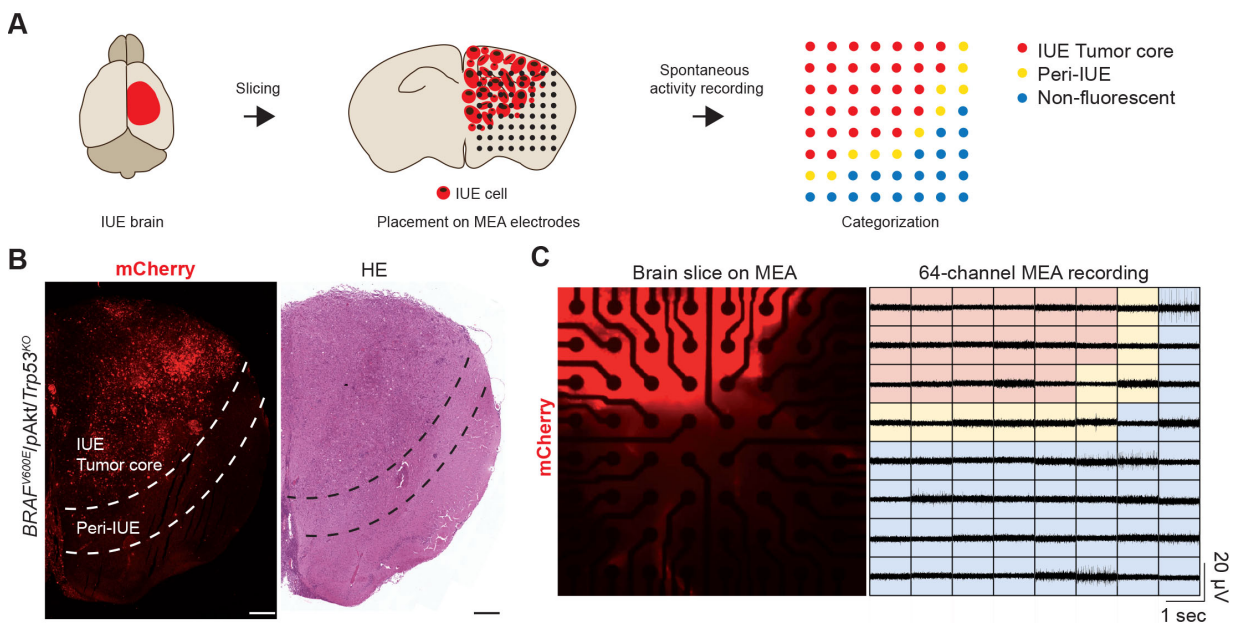 A
Slicing
Spontaneous
activity recording
IUE Tumor core
Peri-IUE
Non-fluorescent
IUE cell
IUE brain
Placement on MEA electrodes
Categorization
B
mCherry
HE
BRAFV600E/pAkt/Trp53KO
IUE
Tumor core
Peri-IUE
C
Brain slice on MEA
64-channel MEA recording
mCherry
20 µV
1 sec